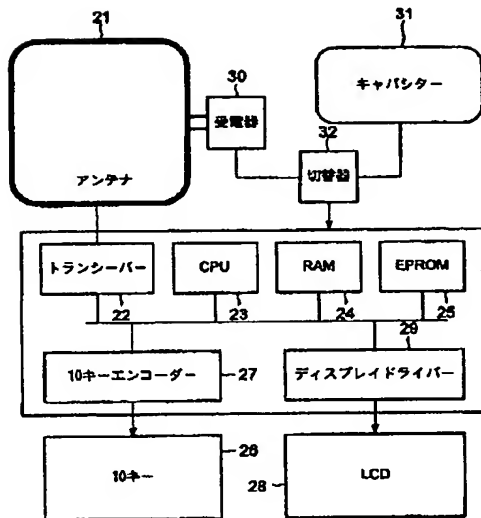 21
31
30
キャパシター
受電器
32
切替器
アンテナ
トランシーバー
CPU
RAM
EPROM
22
23
24
25
29
10キーエンコーダー
27
ディスプレイドライバー
26
10キー
LCD
28